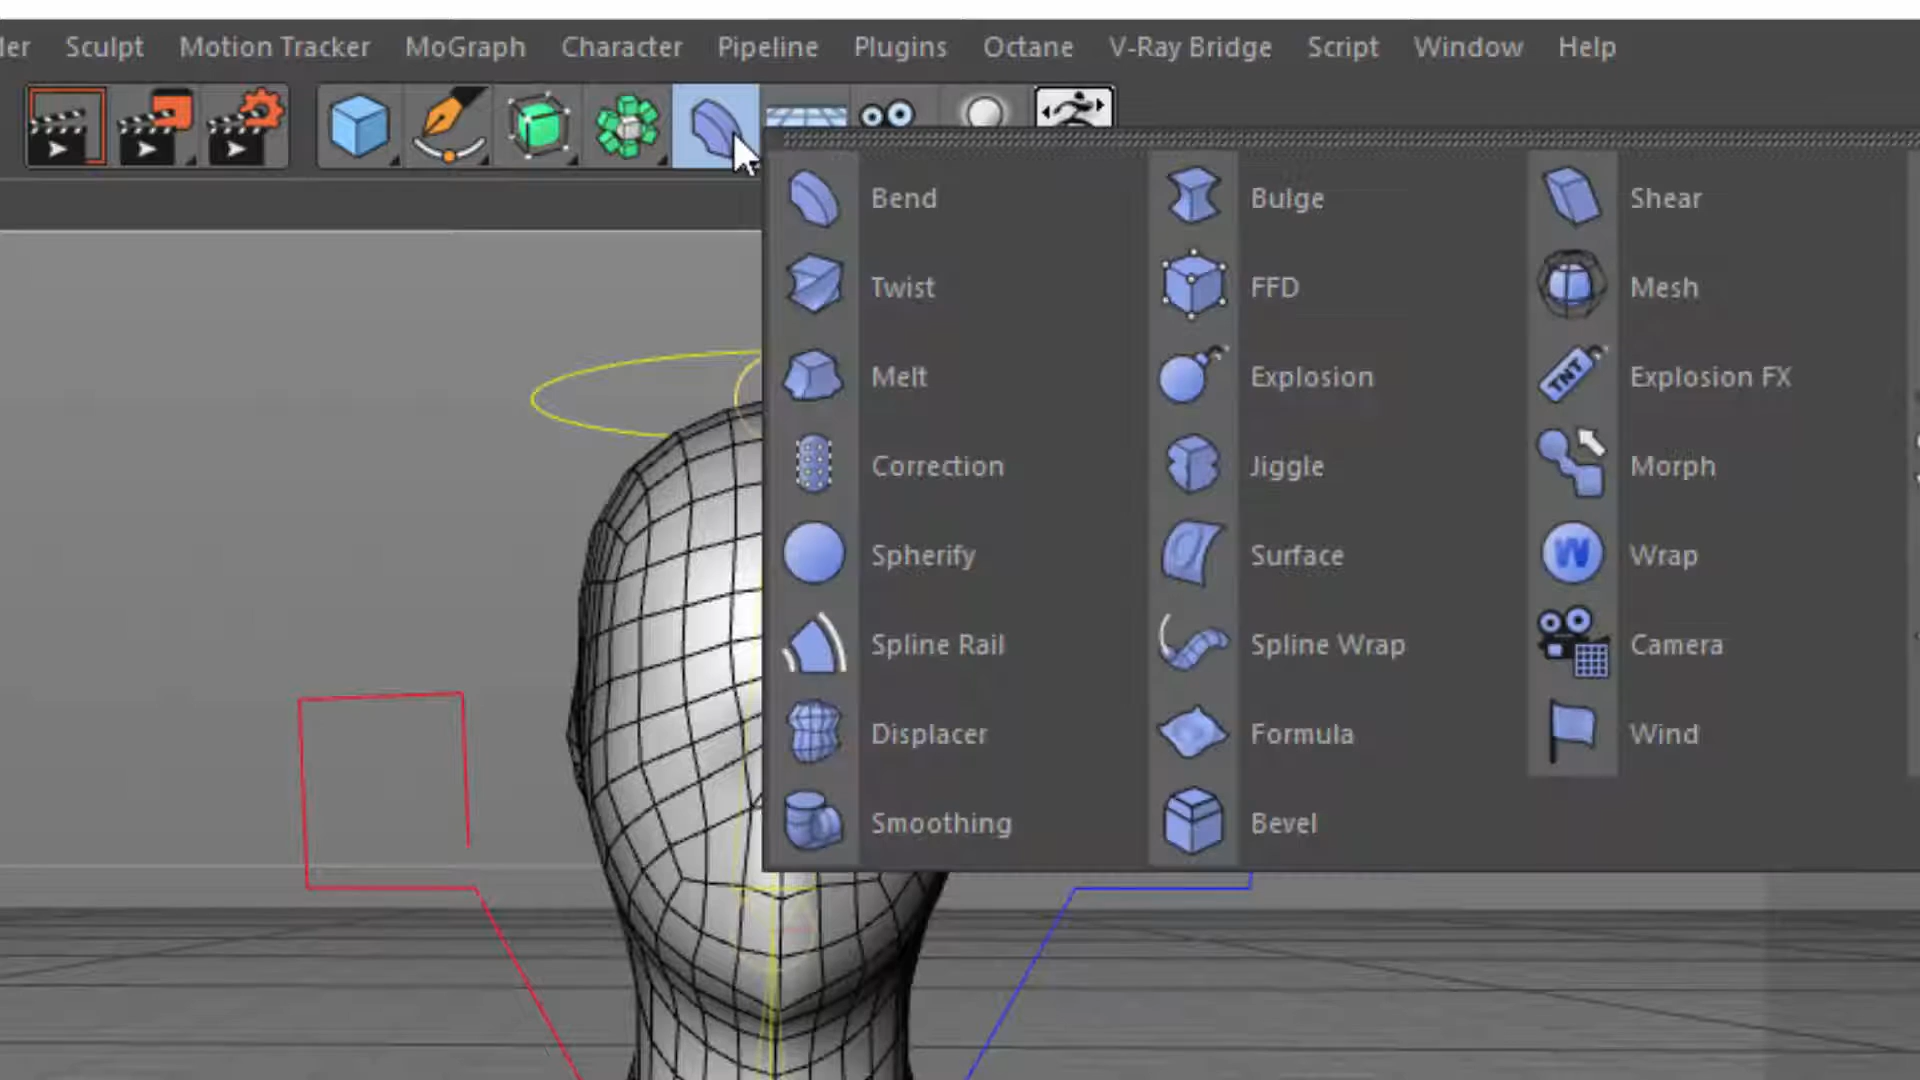 ler Sculpt Motion Tracker MoGraph Character Pipeline Plugins Octane V-Ray Bridge Script Window Help
Bend Bulge Shear
Twist FFD Mesh
Melt Explosion TNT Explosion FX
Correction Jiggle Morph
Spherify Surface W Wrap
Spline Rail Spline Wrap Camera
Displacer Formula Wind
Smoothing Bevel